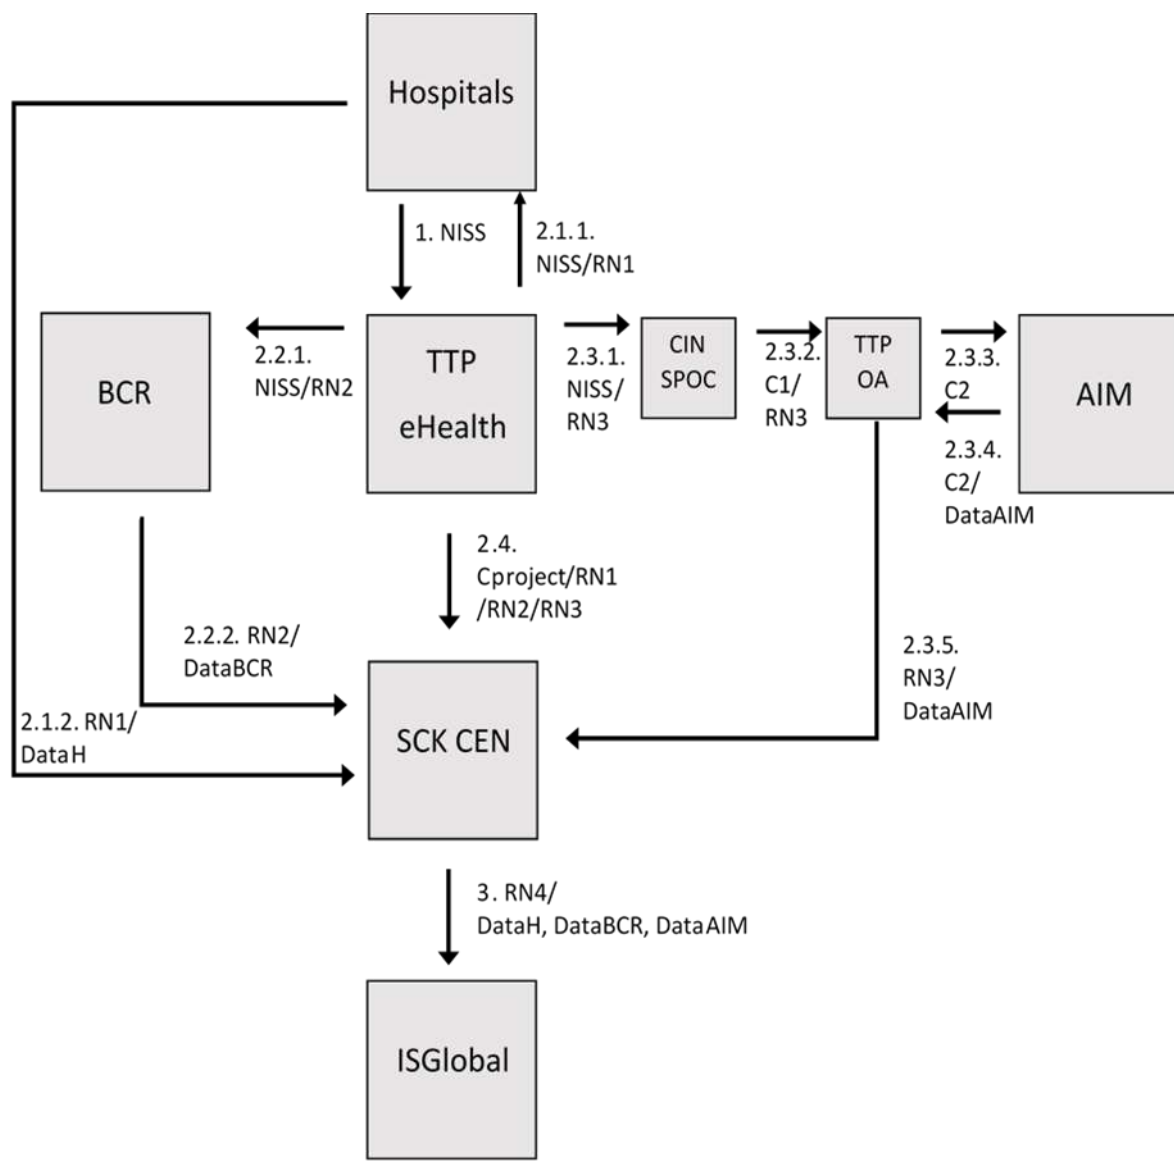 Hospitals
1. NISS
2.1.1.
NISS/RN1
BCR
2.2.1.
NISS/RN2
TTP
eHealth
2.3.1.
NISS/
RN3
CIN
SPOC
2.3.2.
C1/
RN3
TTP
OA
2.3.3.
C2
2.3.4.
C2/
DataAIM
AIM
2.4.
Cproject/RN1
/RN2/RN3
2.2.2. RN2/
DataBCR
2.1.2. RN1/
DataH
2.3.5.
RN3/
DataAIM
SCK CEN
3. RN4/
DataH, DataBCR, DataAIM
ISGlobal